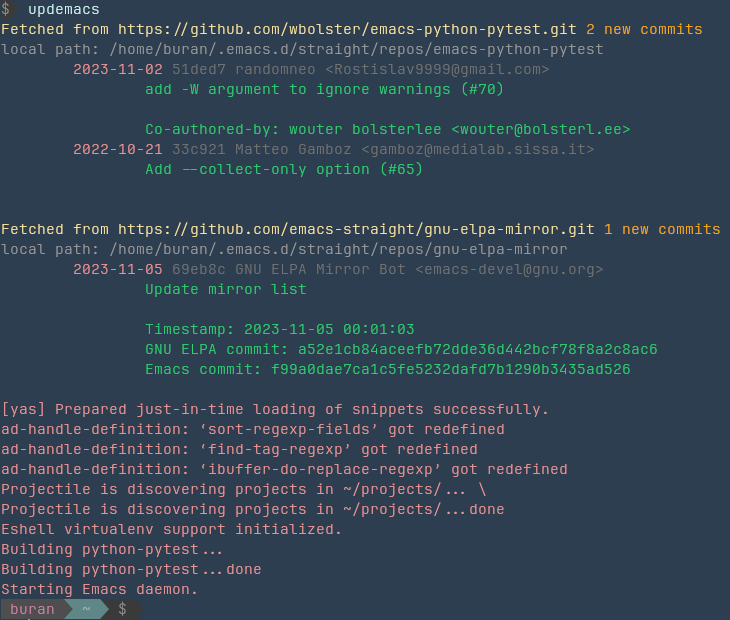 $ updemacs
Fetched from https://github.com/wbolster/emacs-python-pytest.git 2 new commits
local path: /home/buran/.emacs.d/straight/repos/emacs-python-pytest
2023-11-02 51ded7 randomneo <Rostislav9999@gmail.com>
add -W argument to ignore warnings (#70)
Co-authored-by: wouter bolsterlee <wouter@bolsterl.ee>
2022-10-21 33c921 Matteo Gamboz <gamboz@medialab.sissa.it>
Add --collect-only option (#65)
Fetched from https://github.com/emacs-straight/gnu-elpa-mirror.git 1 new commits
local path: /home/buran/.emacs.d/straight/repos/gnu-elpa-mirror
2023-11-05 69eb8c GNU ELPA Mirror Bot <emacs-devel@gnu.org>
Update mirror list
Timestamp: 2023-11-05 00:01:03
GNU ELPA commit: a52e1cb84aceefb72dde36d442bcf78f8a2c8ac6
Emacs commit: f99a0dae7ca1c5fe5232dafd7b1290b3435ad526
[yas] Prepared just-in-time loading of snippets successfully.
ad-handle-definition: ‘sort-regexp-fields’ got redefined
ad-handle-definition: ‘find-tag-regexp’ got redefined
ad-handle-definition: ‘ibuffer-do-replace-regexp’ got redefined
Projectile is discovering projects in ~/projects/... \
Projectile is discovering projects in ~/projects/...done
Eshell virtualenv support initialized.
Building python-pytest...
Building python-pytest...done
Starting Emacs daemon.
buran ~ $